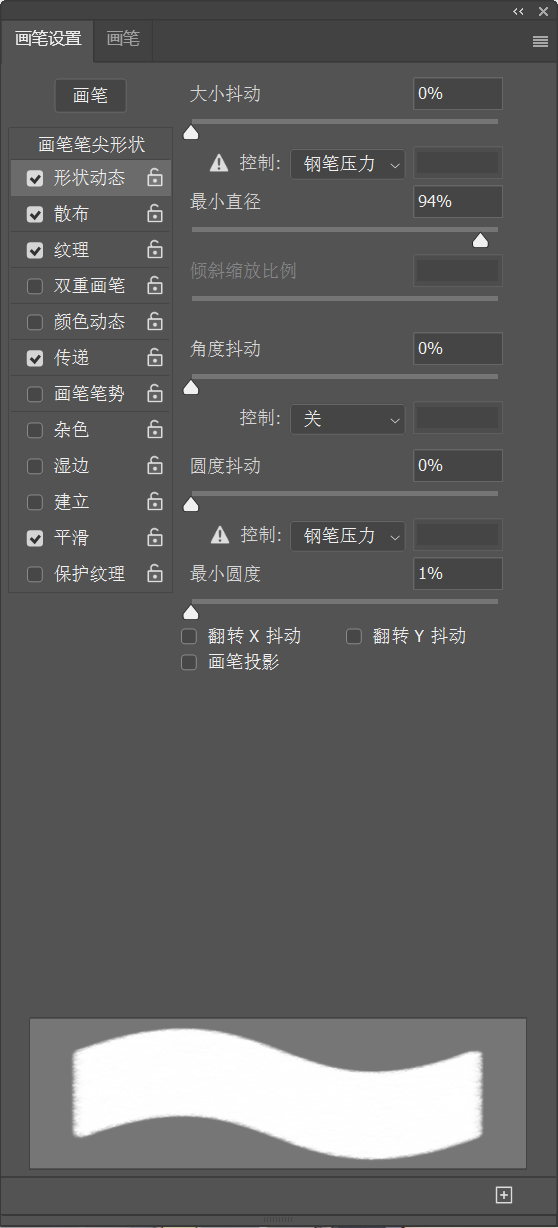 画笔设置 画笔
画笔
画笔笔尖形状
形状动态
散布
纹理
双重画笔
颜色动态
传递
画笔笔势
杂色
湿边
建立
平滑
保护纹理
大小抖动 0%
控制: 钢笔压力
最小直径 94%
倾斜缩放比例
角度抖动 0%
控制: 关
圆度抖动 0%
控制: 钢笔压力
最小圆度 1%
翻转 X 抖动 翻转 Y 抖动
画笔投影